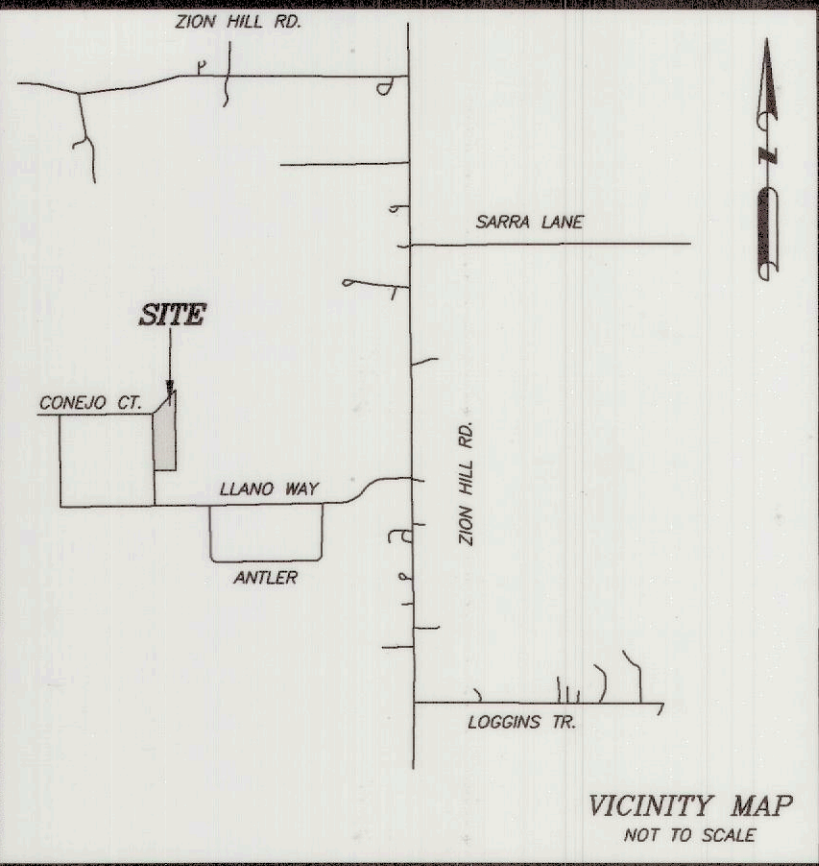 ZION HILL RD.
SARRA LANE
SITE
CONEJO CT.
ZION HILL RD.
LLANO WAY
ANTLER
LOGGINS TR.
VICINITY MAP
NOT TO SCALE
N